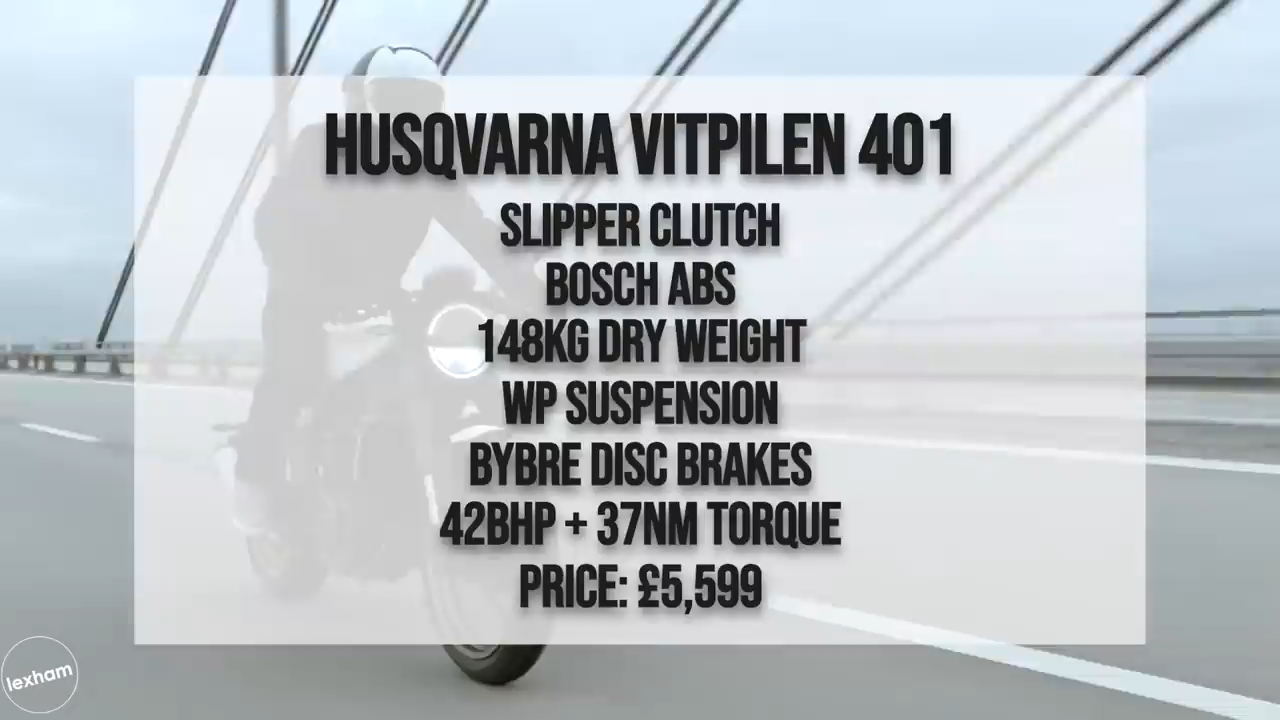 HUSQVARNA VITPILEN 401
SLIPPER CLUTCH
BOSCH ABS
148KG DRY WEIGHT
WP SUSPENSION
BYBRE DISC BRAKES
42BHP + 37NM TORQUE
PRICE: £5,599
lexham